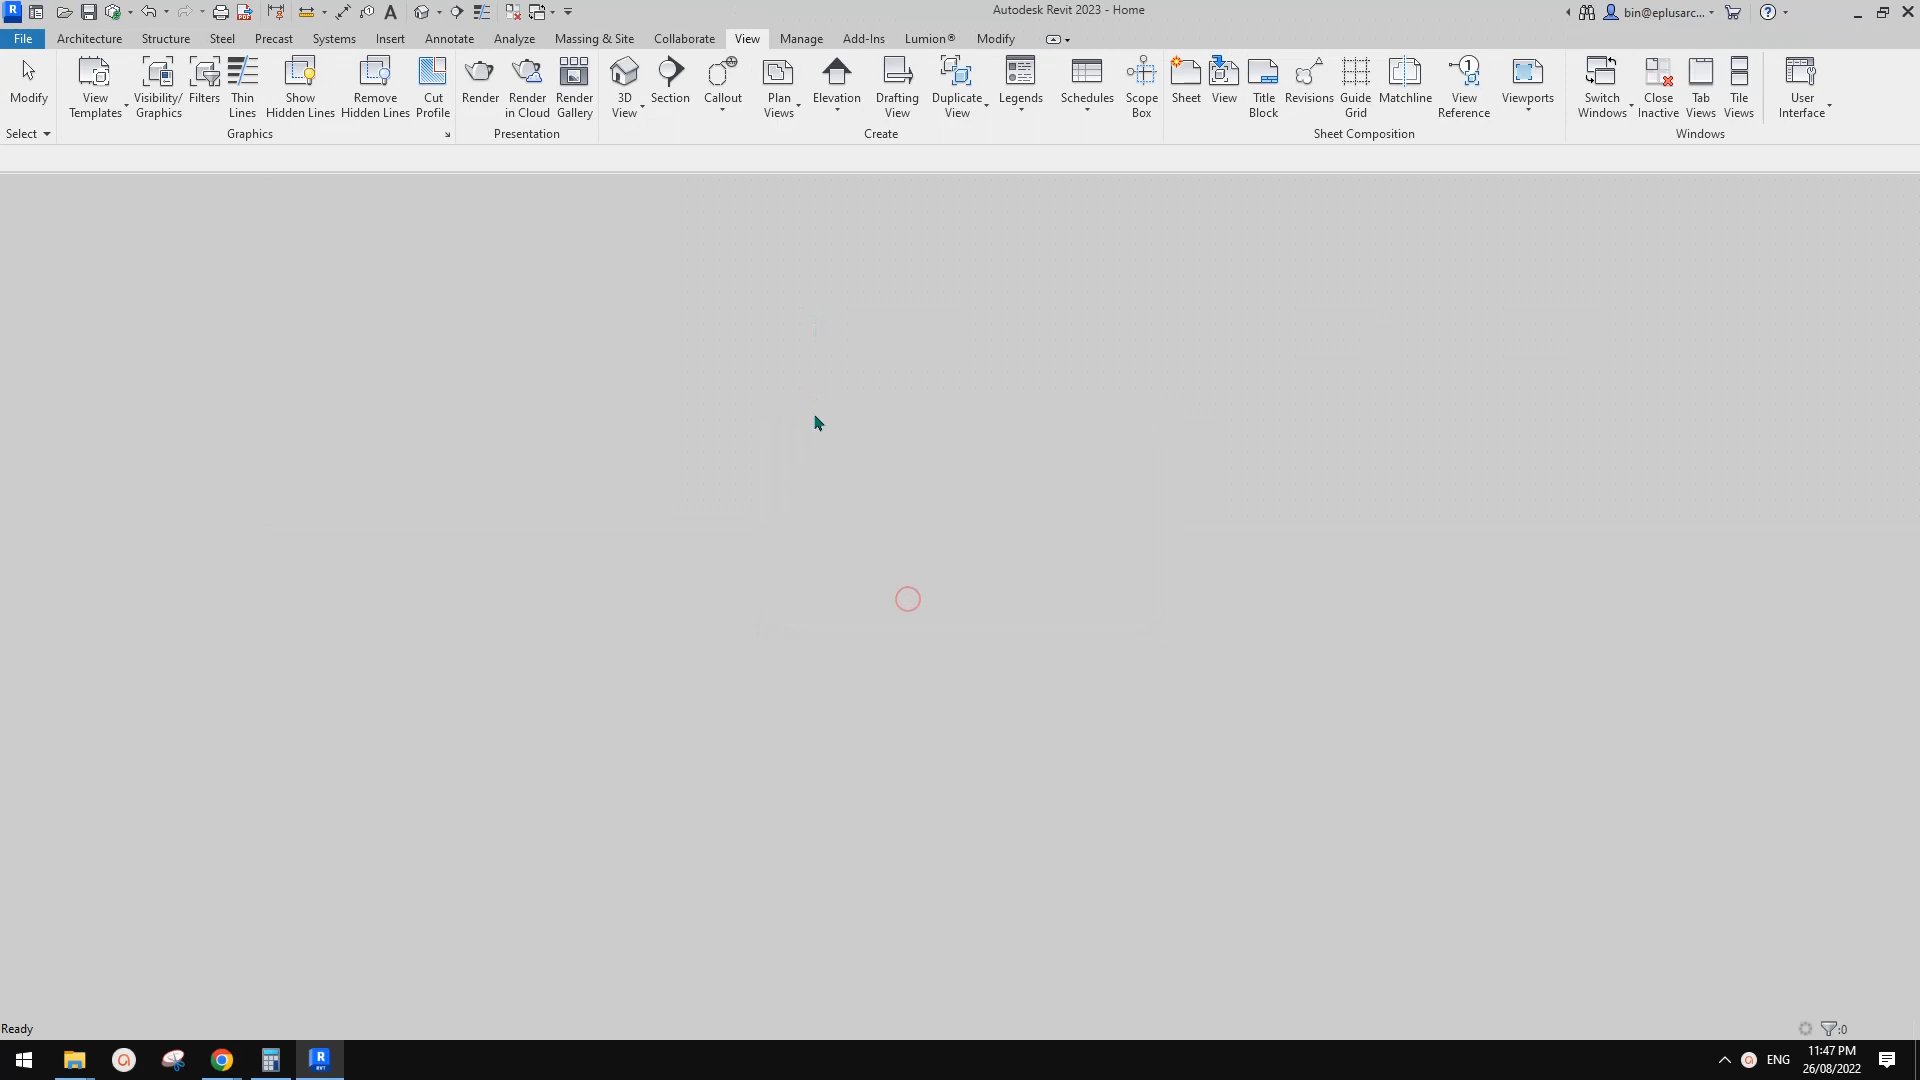 Autodesk Revit 2023 - Home
bin@eplusarc...
File Architecture Structure Steel Precast Systems Insert Annotate Analyze Massing & Site Collaborate View Manage Add-Ins Lumion® Modify
Modify
View Templates
Visibility/ Graphics
Filters
Thin Lines
Show Hidden Lines
Remove Hidden Lines
Cut Profile
Render
Render in Cloud
Render Gallery
3D View
Section
Callout
Plan Views
Elevation
Drafting View
Duplicate View
Legends
Schedules
Scope Box
Sheet
View
Title Block
Revisions
Guide Grid
Matchline
View Reference
Viewports
Switch Windows
Close Inactive
Tab Views
Tile Views
User Interface
Select Graphics Presentation Create Sheet Composition Windows
Ready
:0
ENG
11:47 PM
26/08/2022